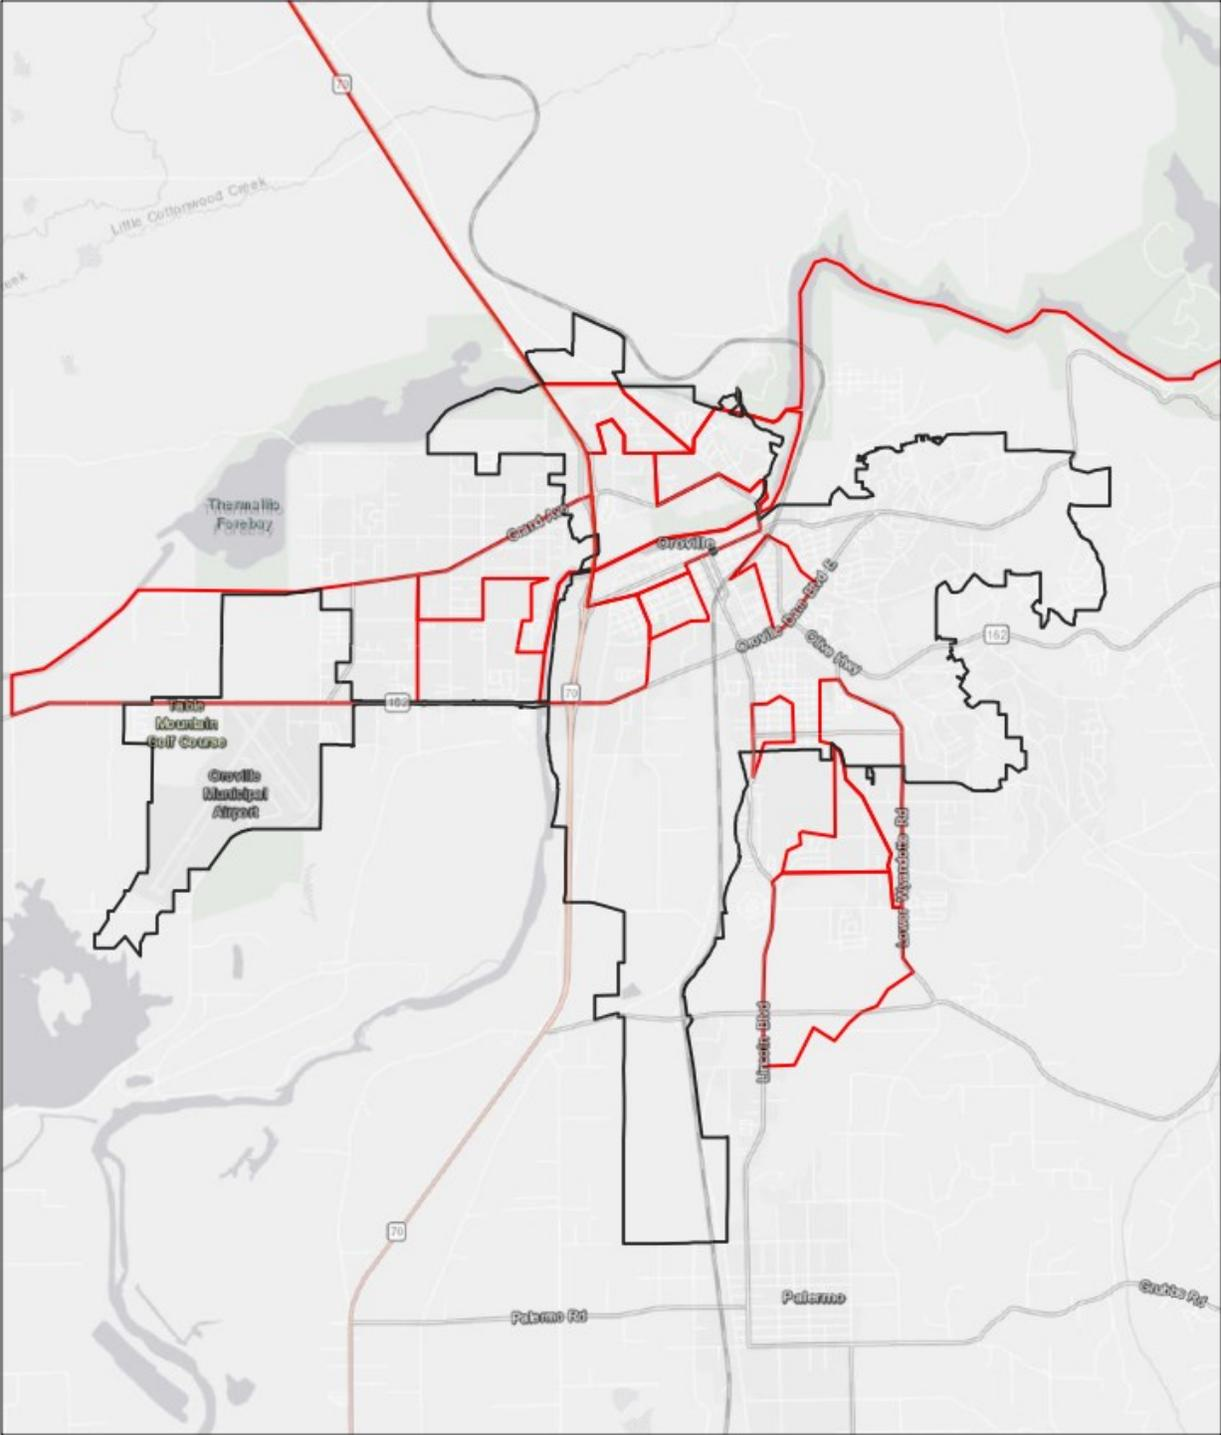 70
Little Cottonwood Creek
eek
Thermalito
Forebay
Grand Ave
Oroville
Oroville Dam Blvd E
Olive Hwy
162
70
162
Table
Mountain
Golf Course
Oroville
Municipal
Airport
Lower Wyandotte Rd
Lincoln Blvd
70
Palermo
Grubbs Rd
Palermo Rd